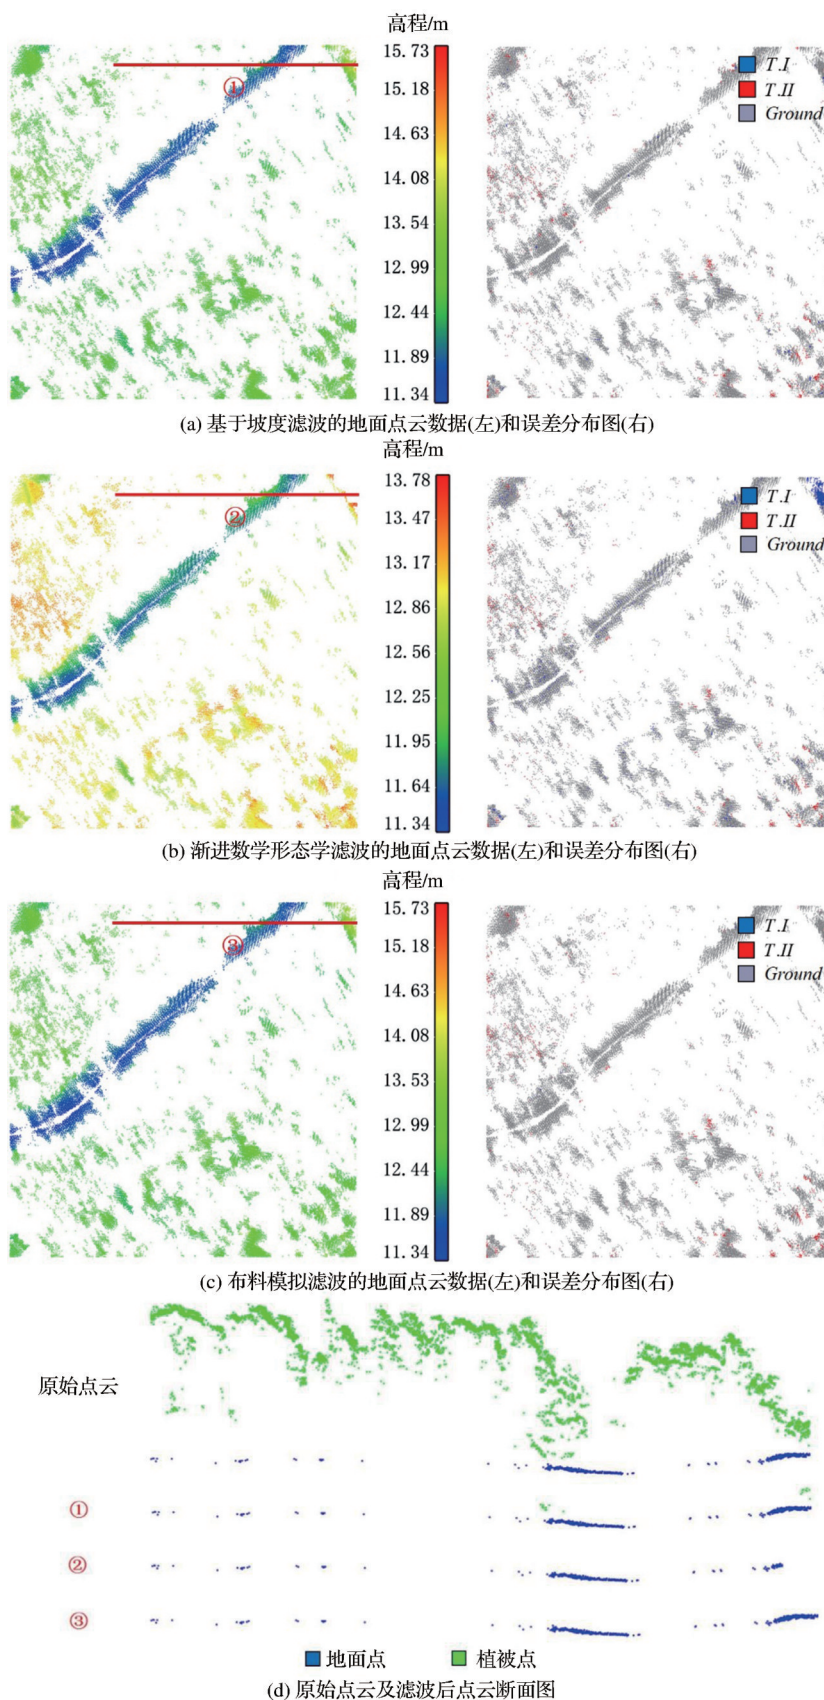 高程/m
15.73
15.18
14.63
14.08
13.54
12.99
12.44
11.89
11.34
①
T.I
T.II
Ground
(a) 基于坡度滤波的地面点云数据(左)和误差分布图(右)
高程/m
13.78
13.47
13.17
12.86
12.56
12.25
11.95
11.64
11.34
②
T.I
T.II
Ground
(b) 渐进数学形态学滤波的地面点云数据(左)和误差分布图(右)
高程/m
15.73
15.18
14.63
14.08
13.53
12.99
12.44
11.89
11.34
③
T.I
T.II
Ground
(c) 布料模拟滤波的地面点云数据(左)和误差分布图(右)
原始点云
①
②
③
地面点 植被点
(d) 原始点云及滤波后点云断面图